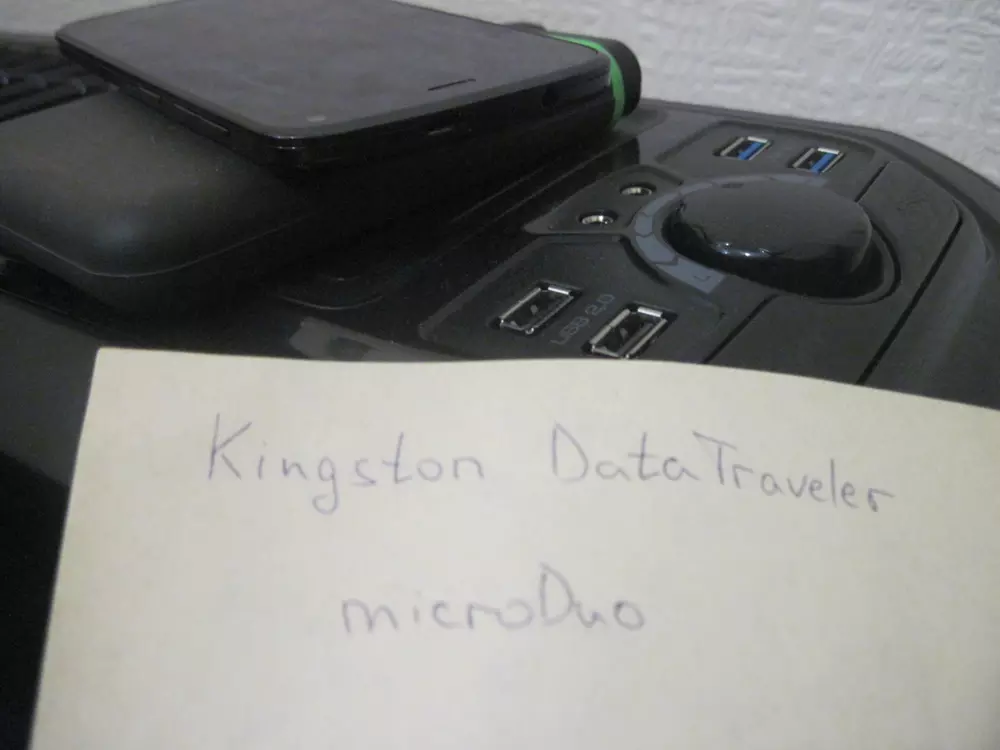 USB 2.0
Kingston DataTraveler
microDuo